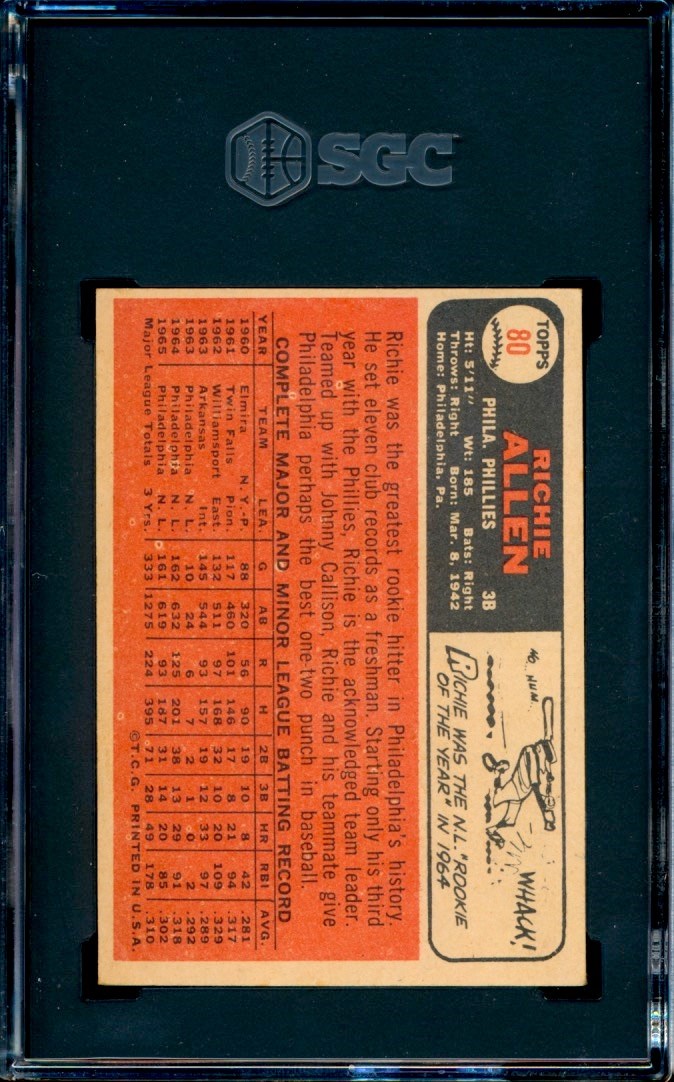 SGC
TOPPS
80
RICHIE
ALLEN
PHILA. PHILLIES 3B
Ht: 5'11" Wt: 185 Bats: Right
Throws: Right Born: Mar. 8, 1942
Home: Philadelphia, Pa.
HO, HUM...
WHACK!
RICHIE WAS THE N.L. "ROOKIE
OF THE YEAR" IN 1964
Richie was the greatest rookie hitter in Philadelphia's history.
He set eleven club records as a freshman. Starting only his third
year with the Phillies, Richie is the acknowledged team leader.
Teamed up with Johnny Callison, Richie and his teammate give
Philadelphia perhaps the best one-two punch in baseball.
COMPLETE MAJOR AND MINOR LEAGUE BATTING RECORD
YEAR TEAM LEA. G AB R H 2B 3B HR RBI AVG.
1960 Elmira N.Y.-P. 88 320 56 90 19 10 8 42 .281
1961 Twin Falls Pion. 117 460 101 146 17 8 21 94 .317
1962 Williamsport East. 132 511 97 168 32 10 20 109 .329
1963 Arkansas Int. 145 544 93 157 19 12 33 97 .289
1963 Philadelphia N. L. 10 24 6 7 2 1 0 2 .292
1964 Philadelphia N. L. 162 632 125 201 38 13 29 91 .318
1965 Philadelphia N. L. 161 619 93 187 31 14 20 85 .302
Major League Totals 3 Yrs. 333 1275 224 395 71 28 49 178 .310
©T.C.G. PRINTED IN U.S.A.